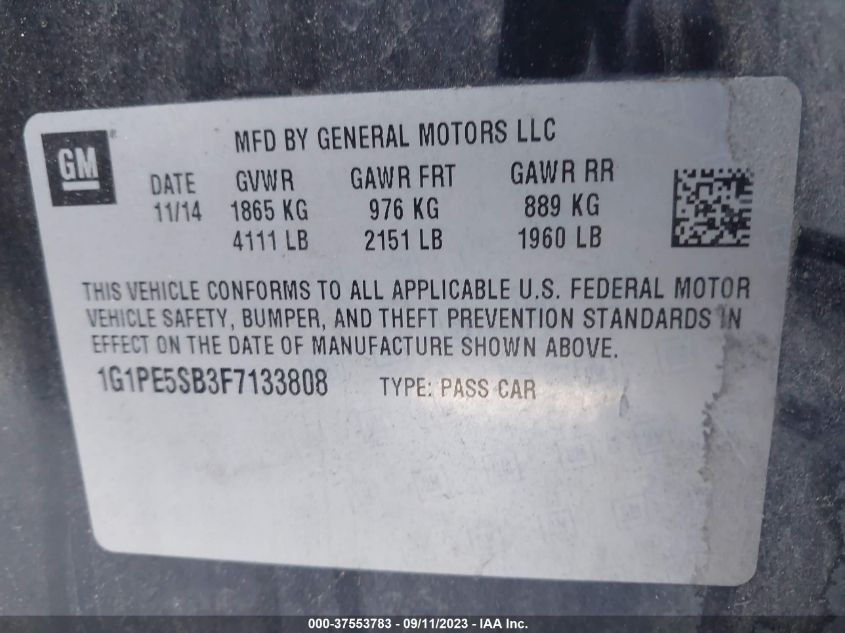 GM ®
MFD BY GENERAL MOTORS LLC
DATE GVWR GAWR FRT GAWR RR
11/14 1865 KG 976 KG 889 KG
4111 LB 2151 LB 1960 LB
THIS VEHICLE CONFORMS TO ALL APPLICABLE U.S. FEDERAL MOTOR
VEHICLE SAFETY, BUMPER, AND THEFT PREVENTION STANDARDS IN
EFFECT ON THE DATE OF MANUFACTURE SHOWN ABOVE.
1G1PE5SB3F7133808 TYPE: PASS CAR
000-37553783 - 09/11/2023 - IAA Inc.